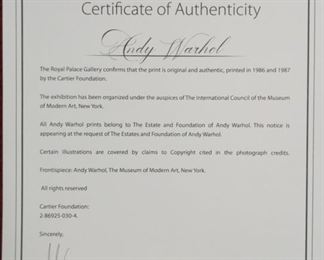 Certificate of Authenticity
Andy Warhol
The Royal Palace Gallery confirms that the print is original and authentic, printed in 1986 and 1987
by the Cartier Foundation.
The exhibition has been organized under the auspices of The International Council of the Museum
of Modern Art, New York.
All Andy Warhol prints belong to The Estate and Foundation of Andy Warhol. This notice is
appearing at the request of The Estates and Foundation of Andy Warhol.
Certain illustrations are covered by claims to Copyright cited in the photograph credits.
Frontispiece: Andy Warhol, The Museum of Modern Art, New York.
All rights reserved
Cartier Foundation:
2-86925-030-4.
Sincerely,